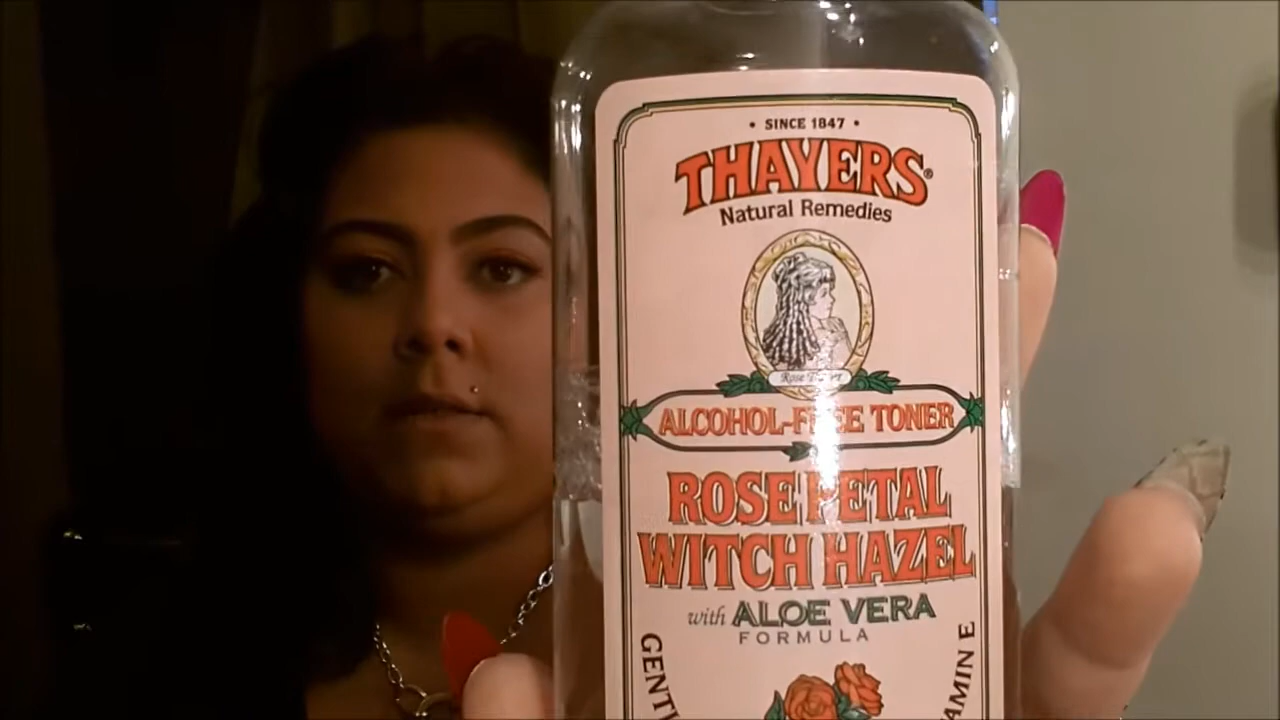 • SINCE 1847 •
THAYERS®
Natural Remedies
ALCOHOL-FREE TONER
ROSE PETAL
WITCH HAZEL
with ALOE VERA
FORMULA